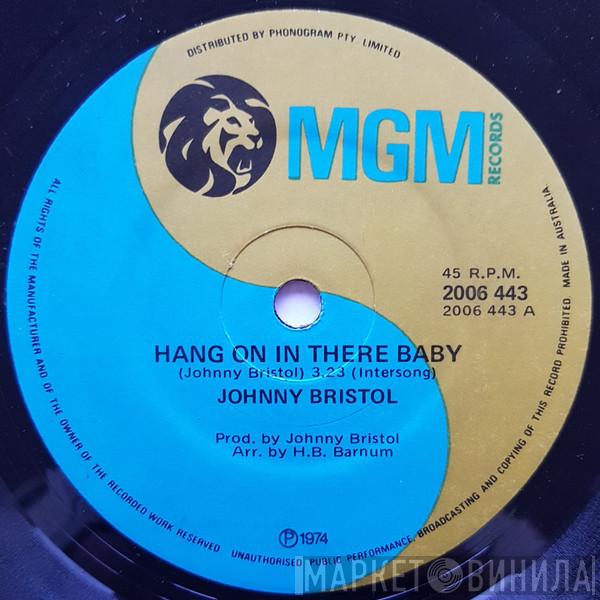 DISTRIBUTED BY PHONOGRAM PTY. LIMITED
MGM
RECORDS
45 R.P.M.
2006 443
2006 443 A
HANG ON IN THERE BABY
(Johnny Bristol) 3.23 (Intersong)
JOHNNY BRISTOL
Prod. by Johnny Bristol
Arr. by H.B. Barnum
Ⓟ1974
ALL RIGHTS OF THE MANUFACTURER AND OF THE OWNER OF THE RECORDED WORK RESERVED UNAUTHORISED PUBLIC PERFORMANCE, BROADCASTING AND COPYING OF THIS RECORD PROHIBITED. MADE IN AUSTRALIA
МАРКЕТ ВИНИЛА